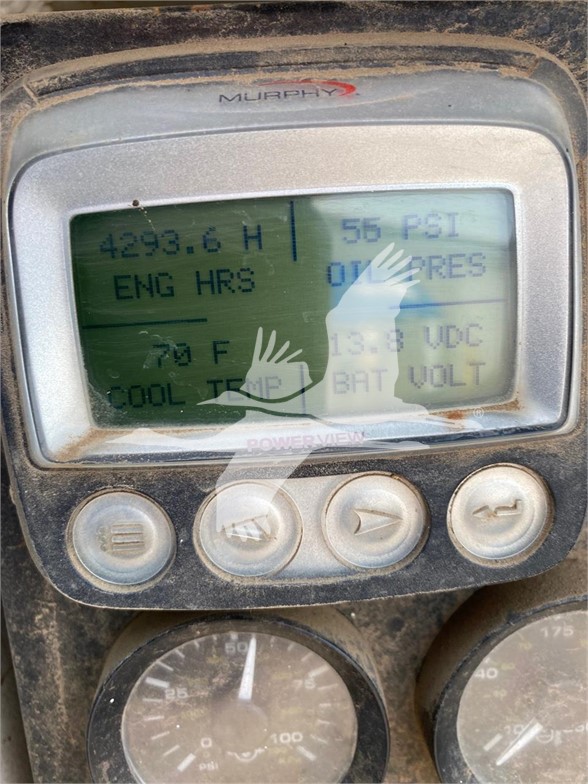 MURPHY
4293.6 H
ENG HRS
56 PSI
OIL PRES
70 F
COOL TEMP
13.8 VDC
BAT VOLT
POWERVIEW
50
25
75
0
100
psi
175
40